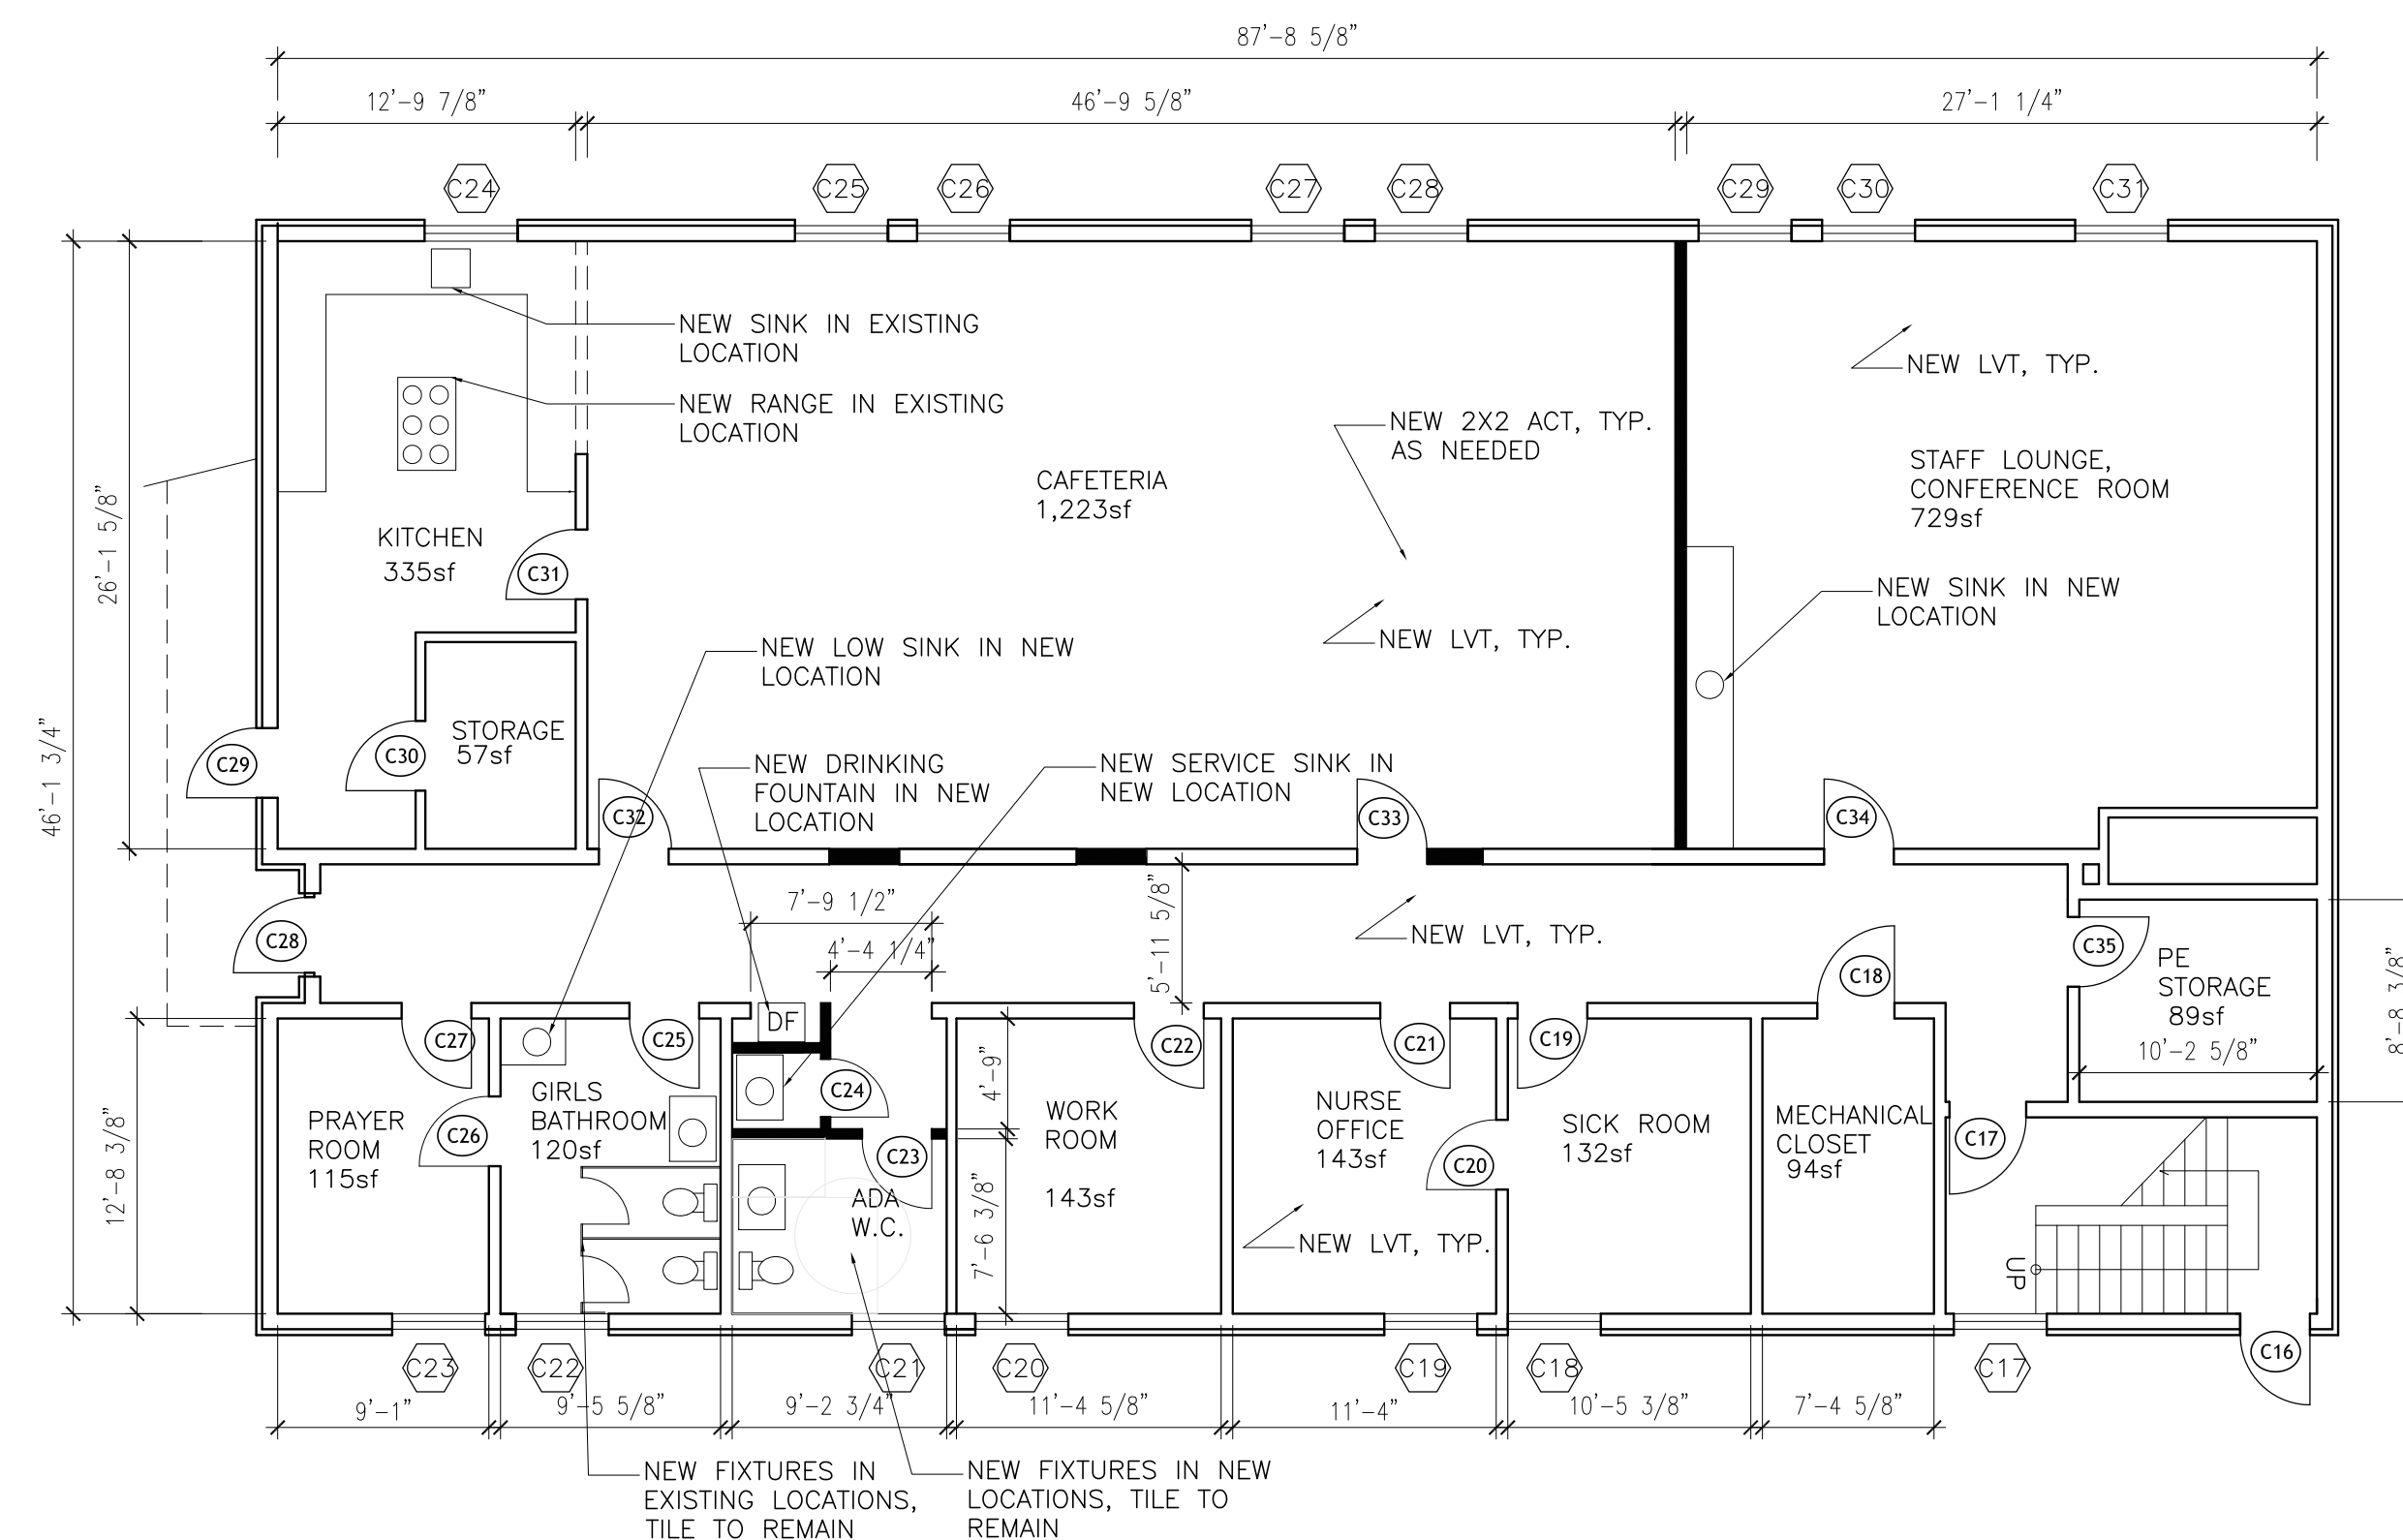 87'-8 5/8"
12'-9 7/8"
46'-9 5/8"
27'-1 1/4"
C24
C25
C26
C27
C28
C29
C30
C31
NEW SINK IN EXISTING
LOCATION
NEW RANGE IN EXISTING
LOCATION
NEW LVT, TYP.
NEW 2X2 ACT, TYP.
AS NEEDED
CAFETERIA
1,223sf
STAFF LOUNGE,
CONFERENCE ROOM
729sf
KITCHEN
335sf
C31
26'-1 5/8"
46'-1 3/4"
NEW SINK IN NEW
LOCATION
NEW LVT, TYP.
NEW LOW SINK IN NEW
LOCATION
STORAGE
57sf
C29
C30
NEW DRINKING
FOUNTAIN IN NEW
LOCATION
NEW SERVICE SINK IN
NEW LOCATION
C32
C33
C34
7'-9 1/2"
4'-4 1/4"
5'-11 5/8"
NEW LVT, TYP.
C28
C18
C35
PE
STORAGE
89sf
10'-2 5/8"
8'-8 3/8"
DF
C27
C25
C22
C21
C19
C24
4'-9"
GIRLS
BATHROOM
120sf
PRAYER
ROOM
115sf
C26
12'-8 3/8"
WORK
ROOM
143sf
NURSE
OFFICE
143sf
C20
SICK ROOM
132sf
MECHANICAL
CLOSET
94sf
C17
C23
ADA
W.C.
7'-6 3/8"
NEW LVT, TYP.
UP
C23
C22
C21
C20
C19
C18
C17
C16
9'-1"
9'-5 5/8"
9'-2 3/4"
11'-4 5/8"
11'-4"
10'-5 3/8"
7'-4 5/8"
NEW FIXTURES IN
EXISTING LOCATIONS,
TILE TO REMAIN
NEW FIXTURES IN NEW
LOCATIONS, TILE TO
REMAIN